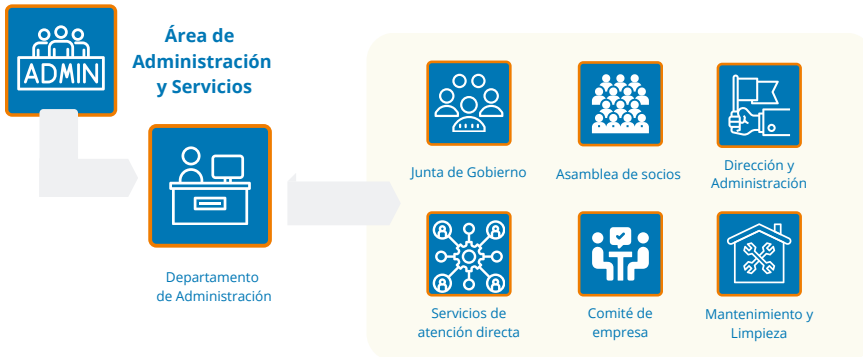 ADMIN
Área de
Administración
y Servicios
Departamento
de Administración
Junta de Gobierno
Asamblea de socios
Dirección y
Administración
Servicios de
atención directa
Comité de
empresa
Mantenimiento y
Limpieza